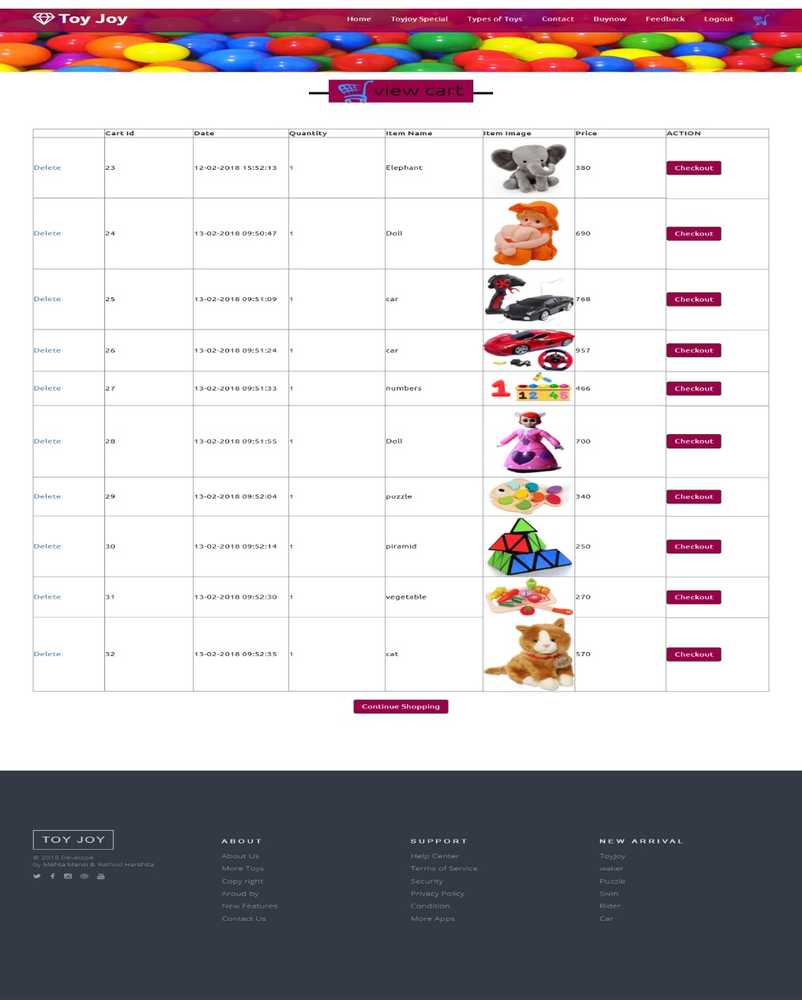 Toy Joy
Home Toyjoy Special Types of Toys Contact Buynow Feedback Logout
view cart
Cart Id Date Quantity Item Name Item Image Price ACTION
Delete 23 12-02-2018 15:52:13 1 Elephant 380 Checkout
Delete 24 13-02-2018 09:50:47 1 Doll 690 Checkout
Delete 25 13-02-2018 09:51:09 1 car 768 Checkout
Delete 26 13-02-2018 09:51:24 1 car 957 Checkout
Delete 27 13-02-2018 09:51:33 1 numbers 466 Checkout
Delete 28 13-02-2018 09:51:55 1 Doll 700 Checkout
Delete 29 13-02-2018 09:52:04 1 puzzle 340 Checkout
Delete 30 13-02-2018 09:52:14 1 piramid 250 Checkout
Delete 31 13-02-2018 09:52:30 1 vegetable 270 Checkout
Delete 32 13-02-2018 09:52:35 1 cat 570 Checkout
Continue Shopping
TOY JOY
© 2018.Develope.
by Mehta Mansi & Rathod Harshita
ABOUT
About Us
More Toys
Copy right
Aroud by
New Features
Contact Us
SUPPORT
Help Center
Terms of Service
Security
Privacy Policy
Condition
More Apps
NEW ARRIVAL
Toyjoy
waker
Puzzle
Swin
Rider
Car